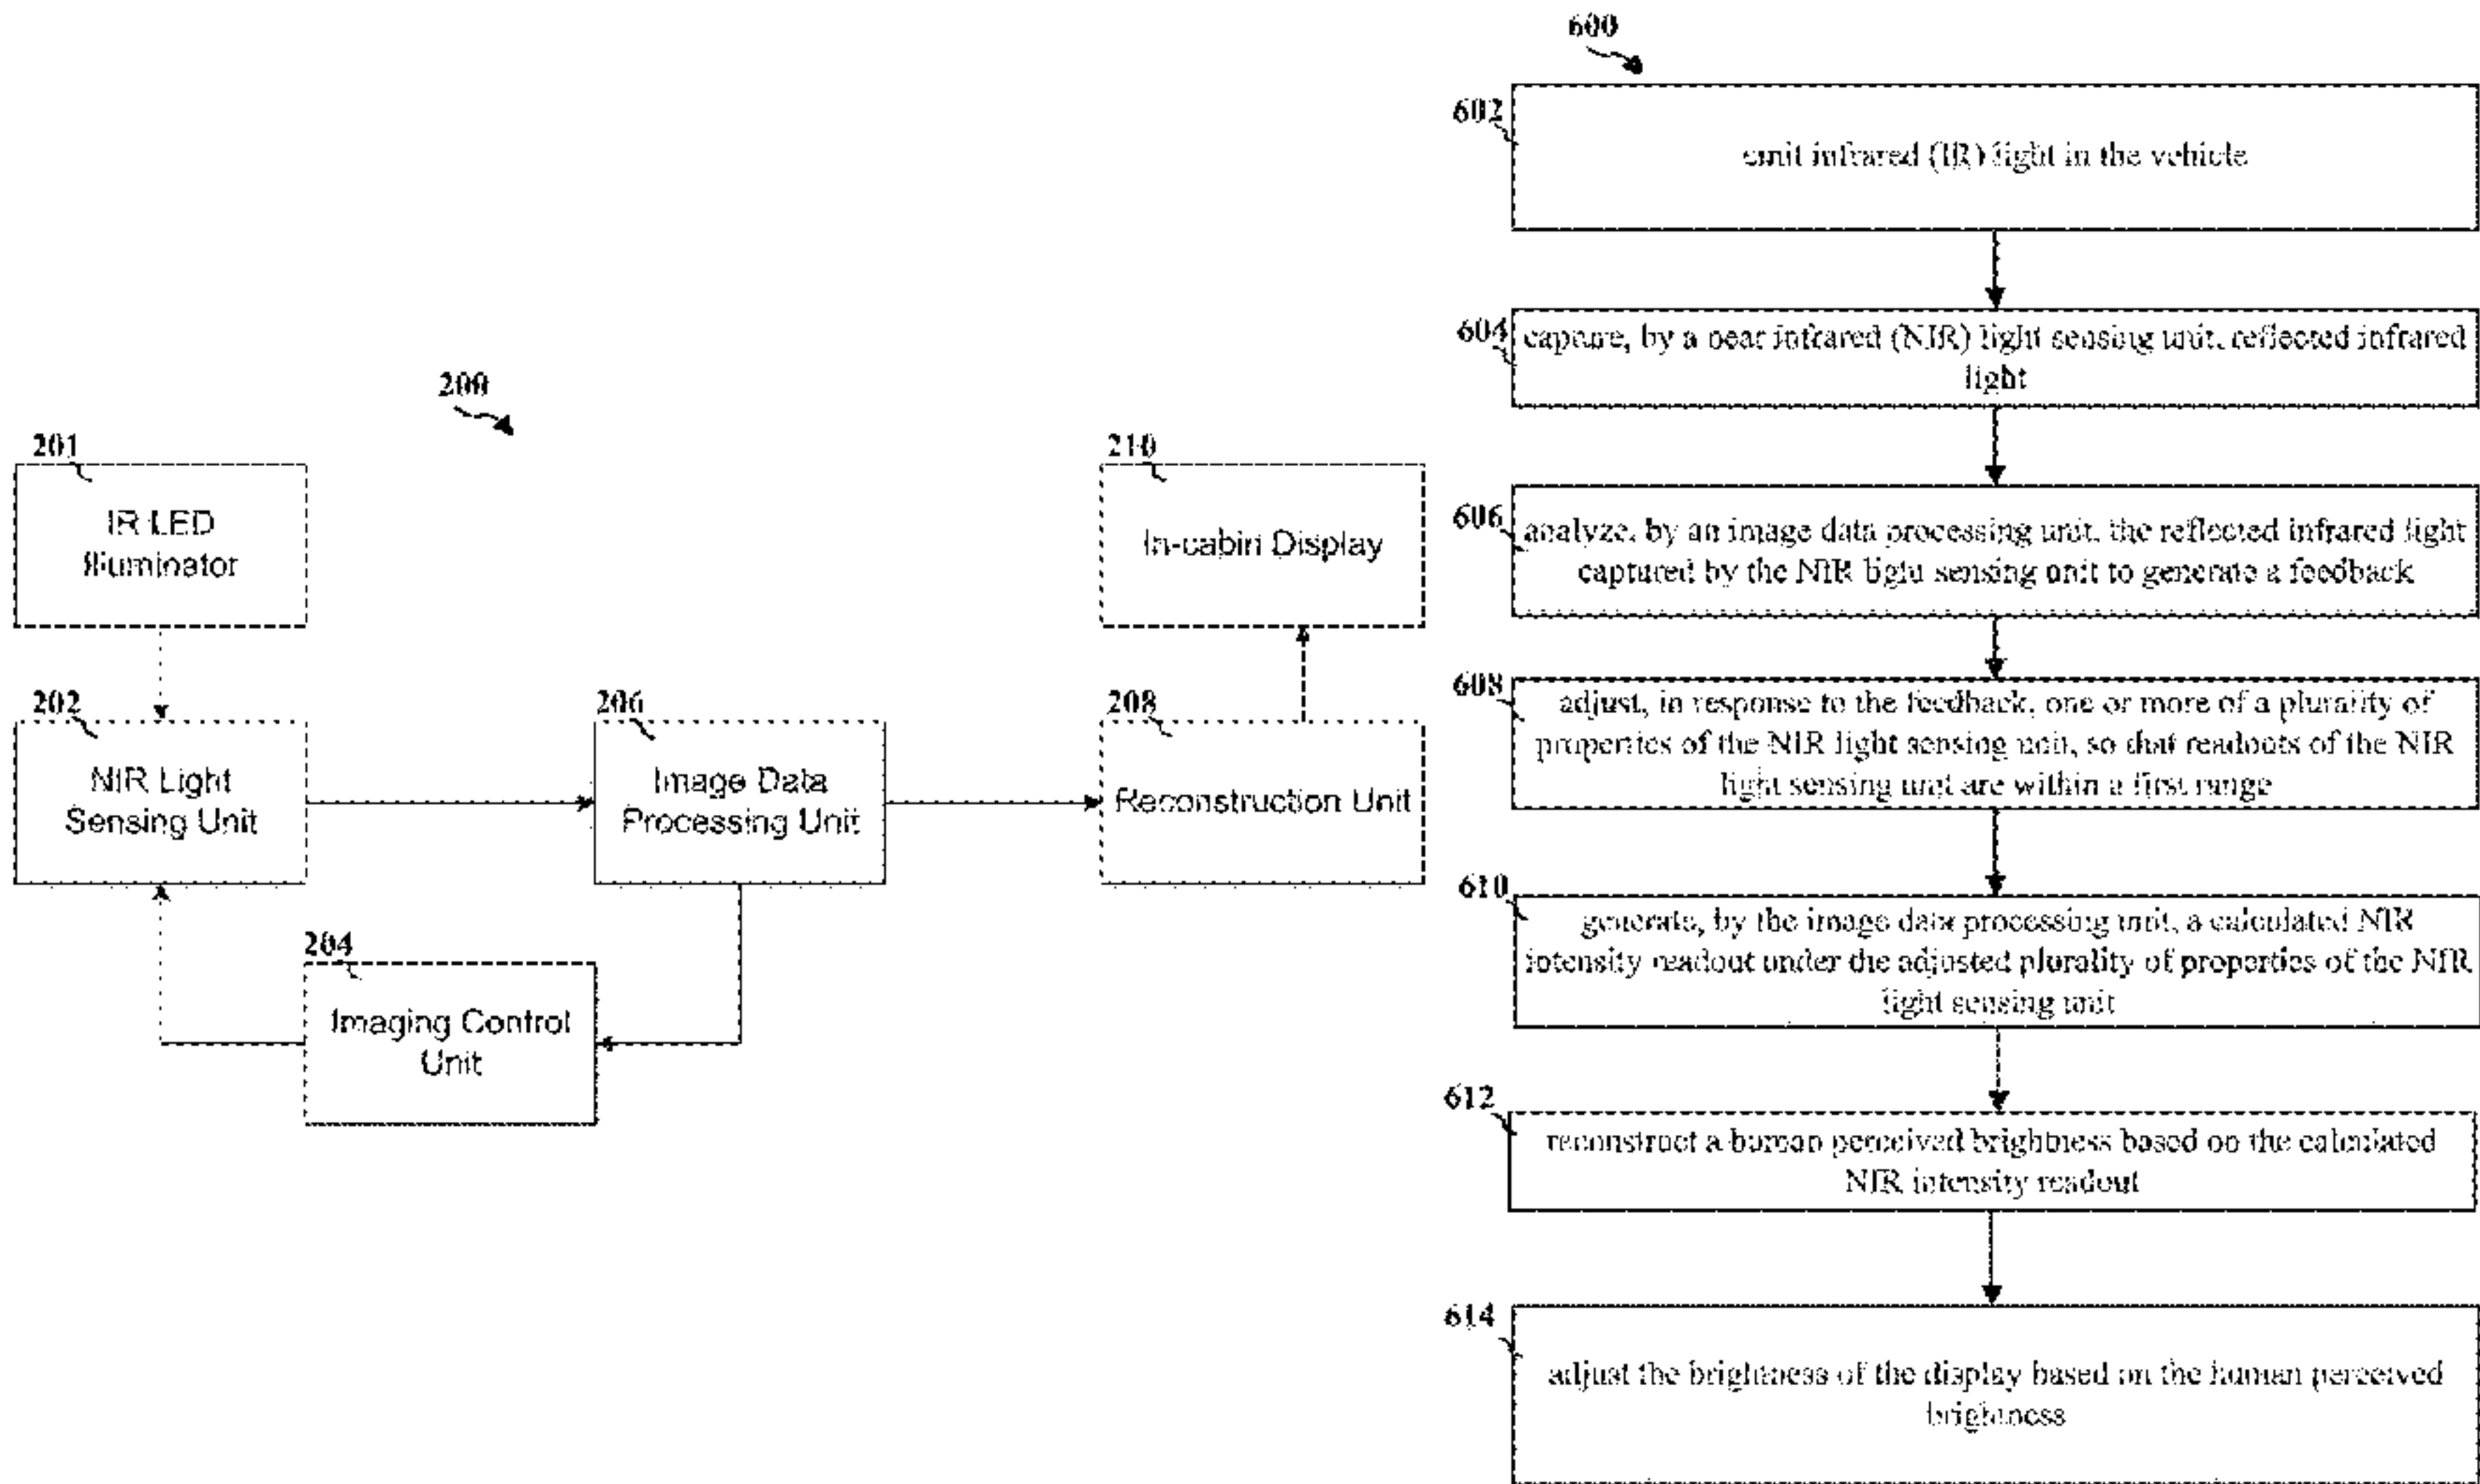 200
201
IR LED
Illuminator
210
In-cabin Display
202
NIR Light
Sensing Unit
206
Image Data
Processing Unit
208
Reconstruction Unit
204
Imaging Control
Unit
600
602
emit infrared (IR) light in the vehicle
604
capture, by a near infrared (NIR) light sensing unit, reflected infrared
light
606
analyze, by an image data processing unit, the reflected infrared light
captured by the NIR light sensing unit to generate a feedback
608
adjust, in response to the feedback, one or more of a plurality of
properties of the NIR light sensing unit, so that readouts of the NIR
light sensing unit are within a first range
610
generate, by the image data processing unit, a calculated NIR
intensity readout under the adjusted plurality of properties of the NIR
light sensing unit
612
reconstruct a human perceived brightness based on the calculated
NIR intensity readout
614
adjust the brightness of the display based on the human perceived
brightness